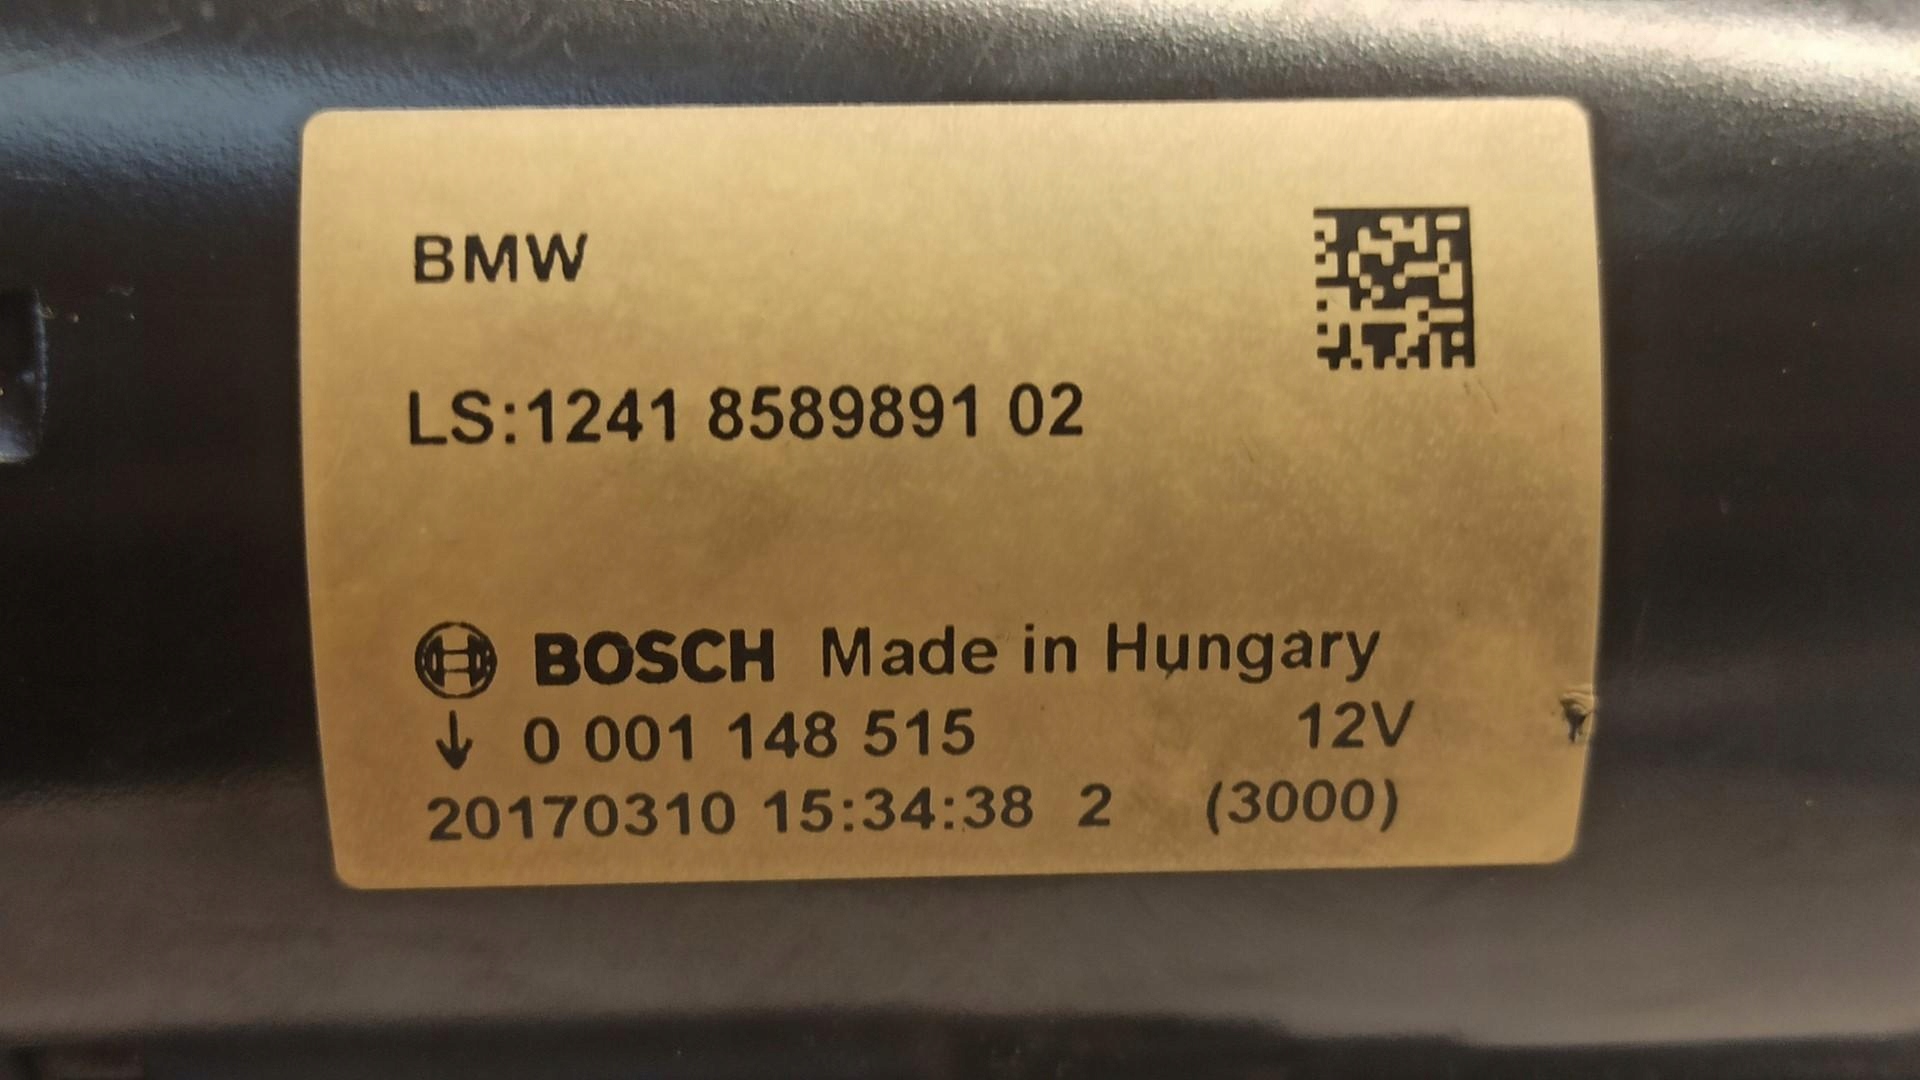 BMW
LS:1241 8589891 02
BOSCH Made in Hungary
↓ 0 001 148 515 12V
20170310 15:34:38 2 (3000)